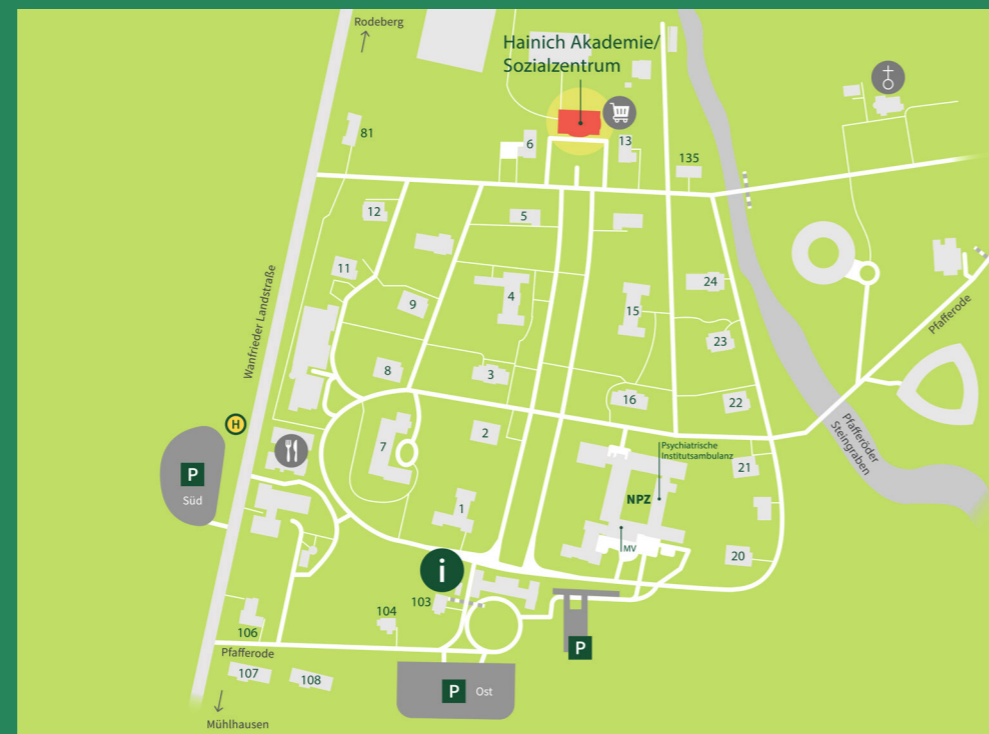 Rodeberg
Hainich Akademie/
Sozialzentrum
81
6
13
135
12
5
11
9
4
15
24
Wanfrieder Landstraße
Pfafferode
23
8
3
16
22
H
2
7
Psychiatrische
Institutsambulanz
21
Pfafferöder
Steingraben
P
Süd
NPZ
1
MV
20
i
103
104
106
P
Pfafferode
107
108
P
Ost
Mühlhausen